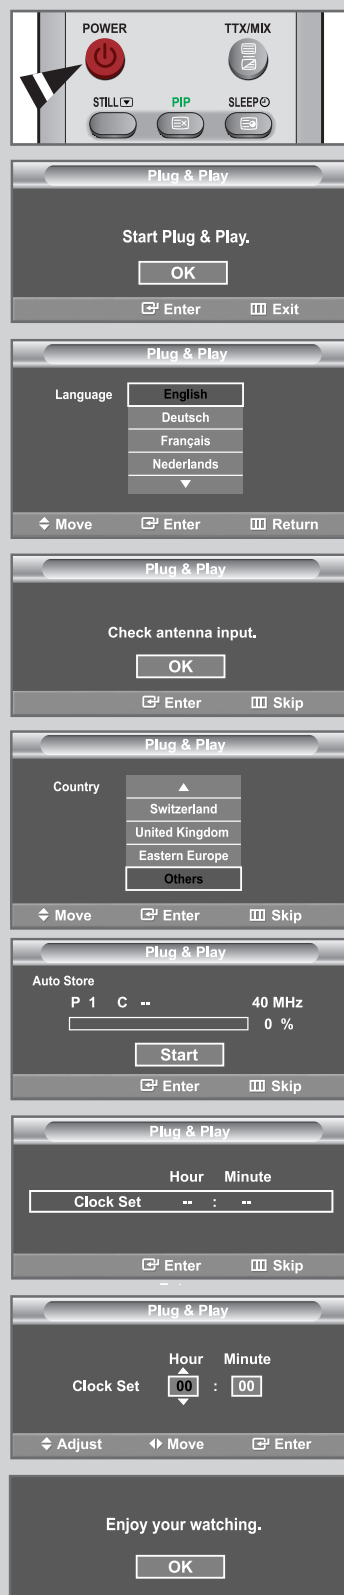 POWER TTX/MIX
STILL PIP SLEEP
Plug & Play
Start Plug & Play.
OK
Enter Exit
Plug & Play
Language English
Deutsch
Français
Nederlands
Move Enter Return
Plug & Play
Check antenna input.
OK
Enter Skip
Plug & Play
Country
Switzerland
United Kingdom
Eastern Europe
Others
Move Enter Skip
Plug & Play
Auto Store
P 1 C -- 40 MHz
0 %
Start
Enter Skip
Plug & Play
Hour Minute
Clock Set -- : --
Enter Skip
Plug & Play
Hour Minute
Clock Set 00 : 00
Adjust Move Enter
Enjoy your watching.
OK